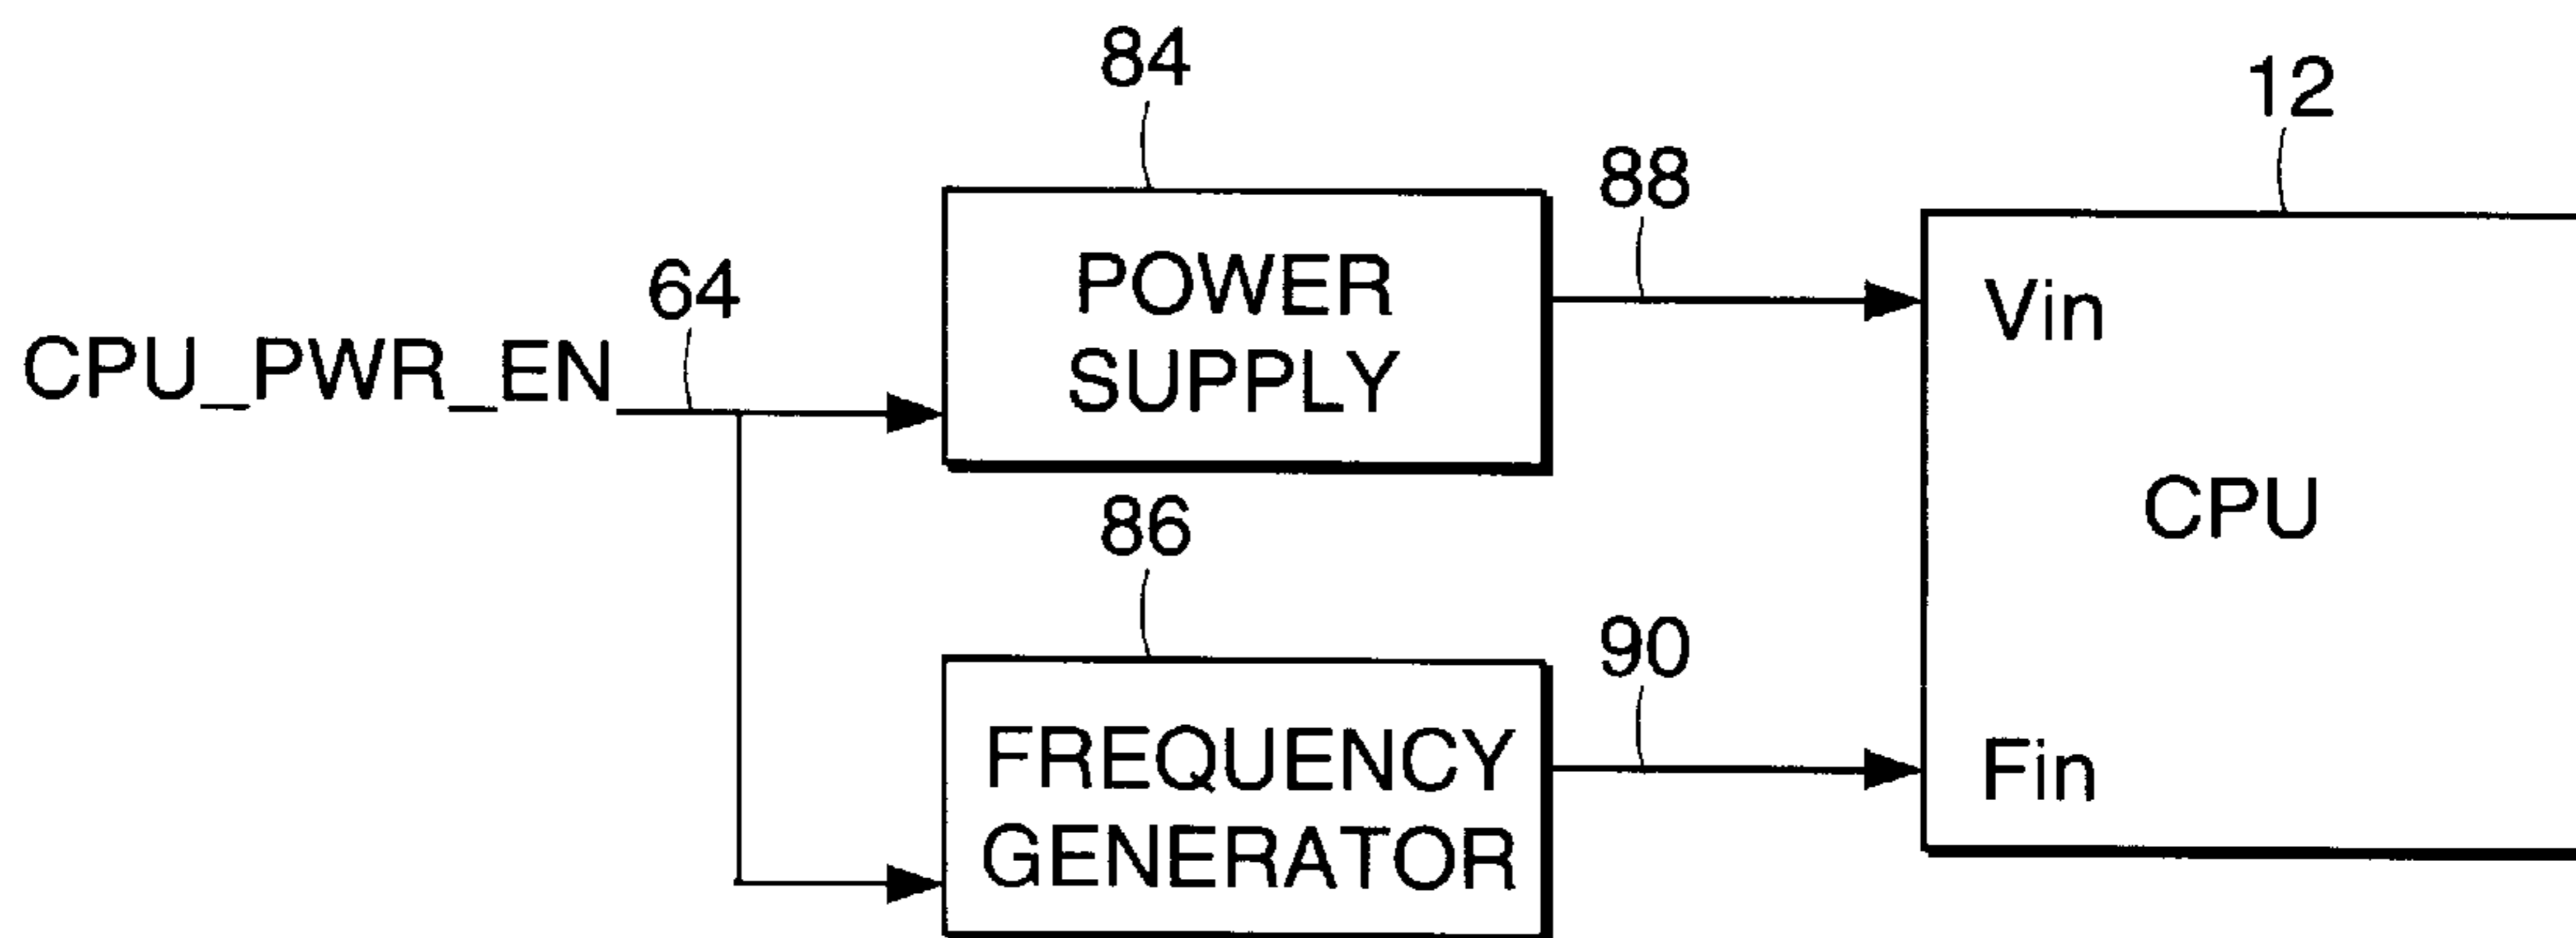 84
12
88
POWER
SUPPLY
Vin
64
CPU_PWR_EN
CPU
86
90
FREQUENCY
GENERATOR
Fin